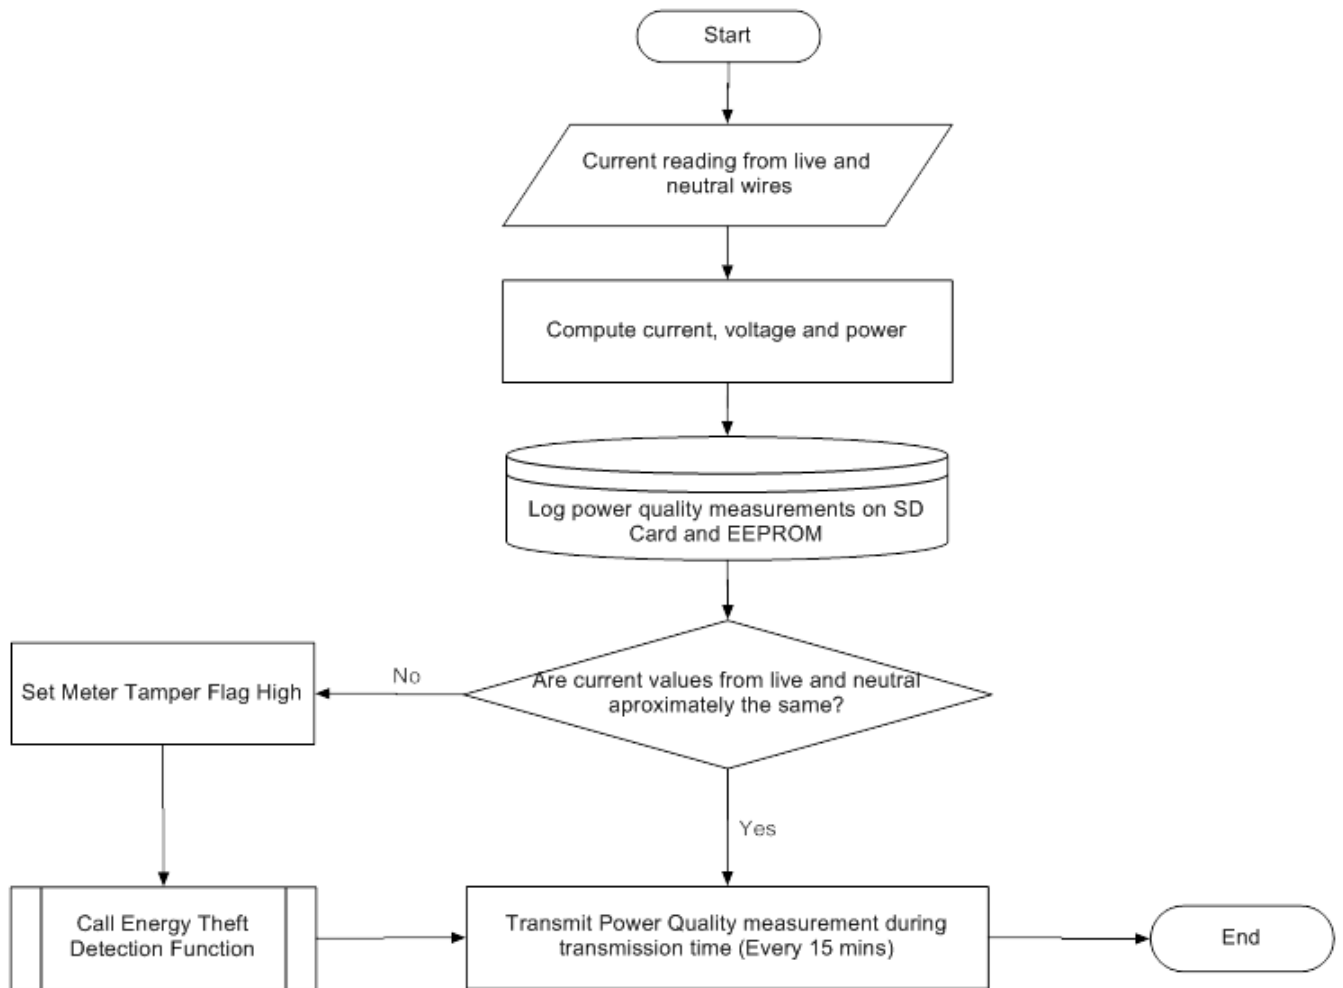 Start
Current reading from live and
neutral wires
Compute current, voltage and power
Log power quality measurements on SD
Card and EEPROM
Are current values from live and neutral
aproximately the same?
No
Set Meter Tamper Flag High
Yes
Call Energy Theft
Detection Function
Transmit Power Quality measurement during
transmission time (Every 15 mins)
End